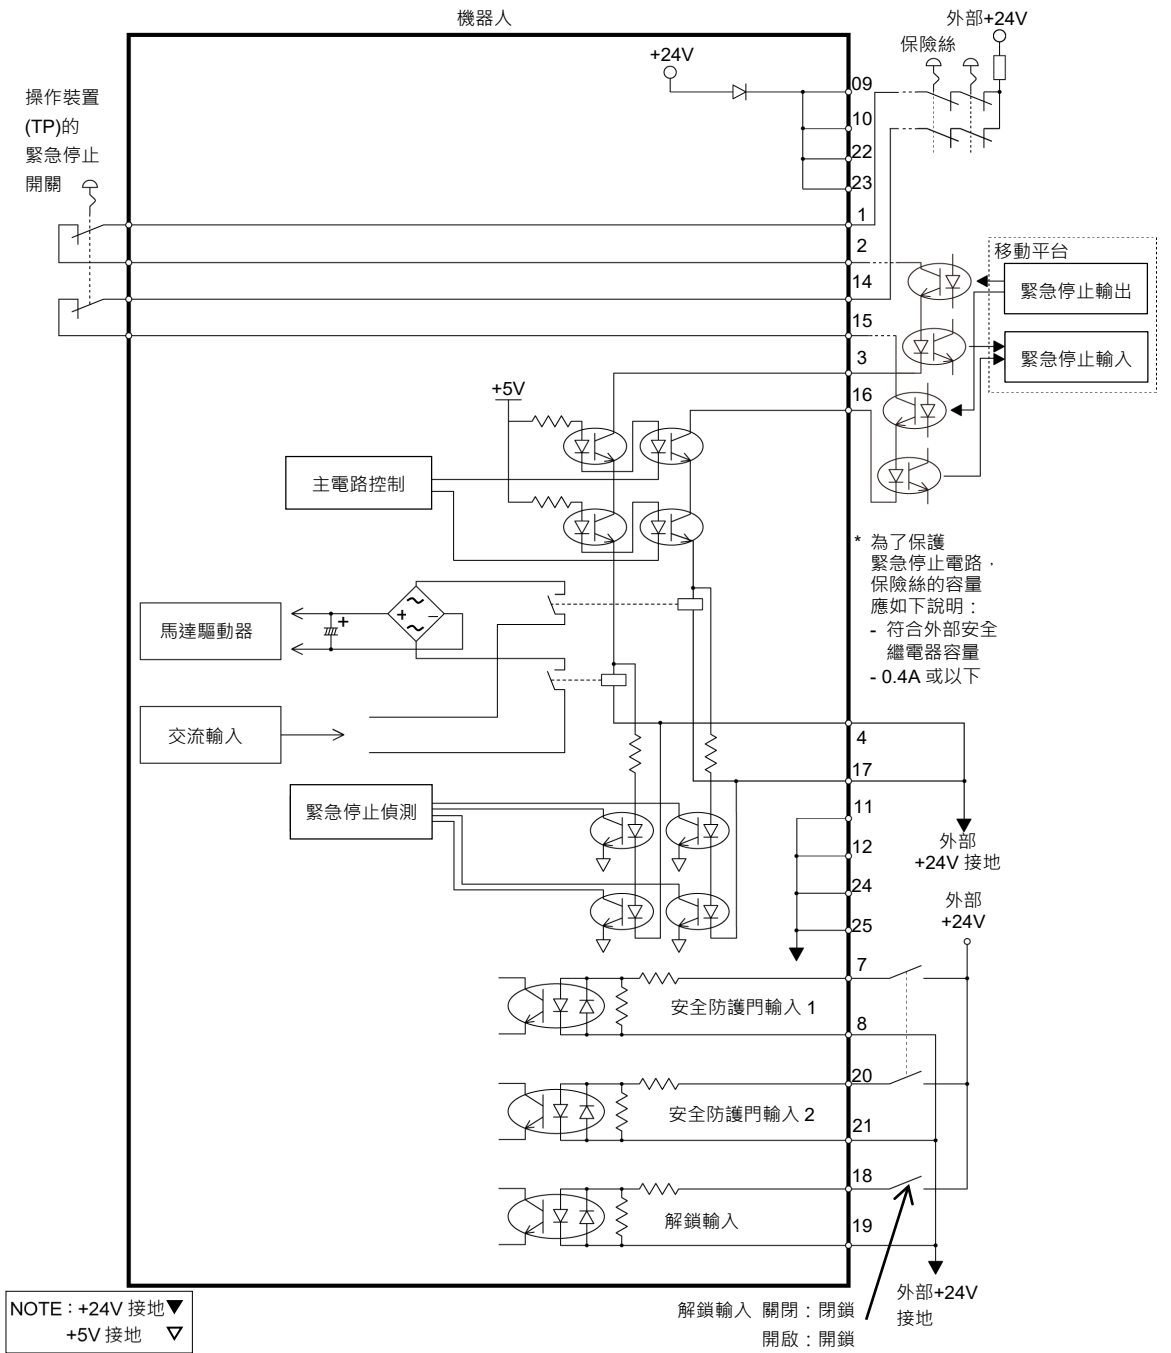 機器人
外部+24V
保險絲
+24V
操作裝置
(TP)的
緊急停止
開關
09
10
22
23
1
2
14
15
3
16
移動平台
緊急停止輸出
緊急停止輸入
+5V
主電路控制
* 為了保護
緊急停止電路，
保險絲的容量
應如下說明：
- 符合外部安全
繼電器容量
- 0.4A 或以下
馬達驅動器
+
-
+
交流輸入
4
17
11
12
24
25
外部
+24V 接地
緊急停止偵測
外部
+24V
7
安全防護門輸入 1
8
20
安全防護門輸入 2
21
18
解鎖輸入
19
外部+24V
接地
解鎖輸入 關閉：閉鎖
開啟：開鎖
NOTE：+24V 接地▼
+5V 接地 ▽